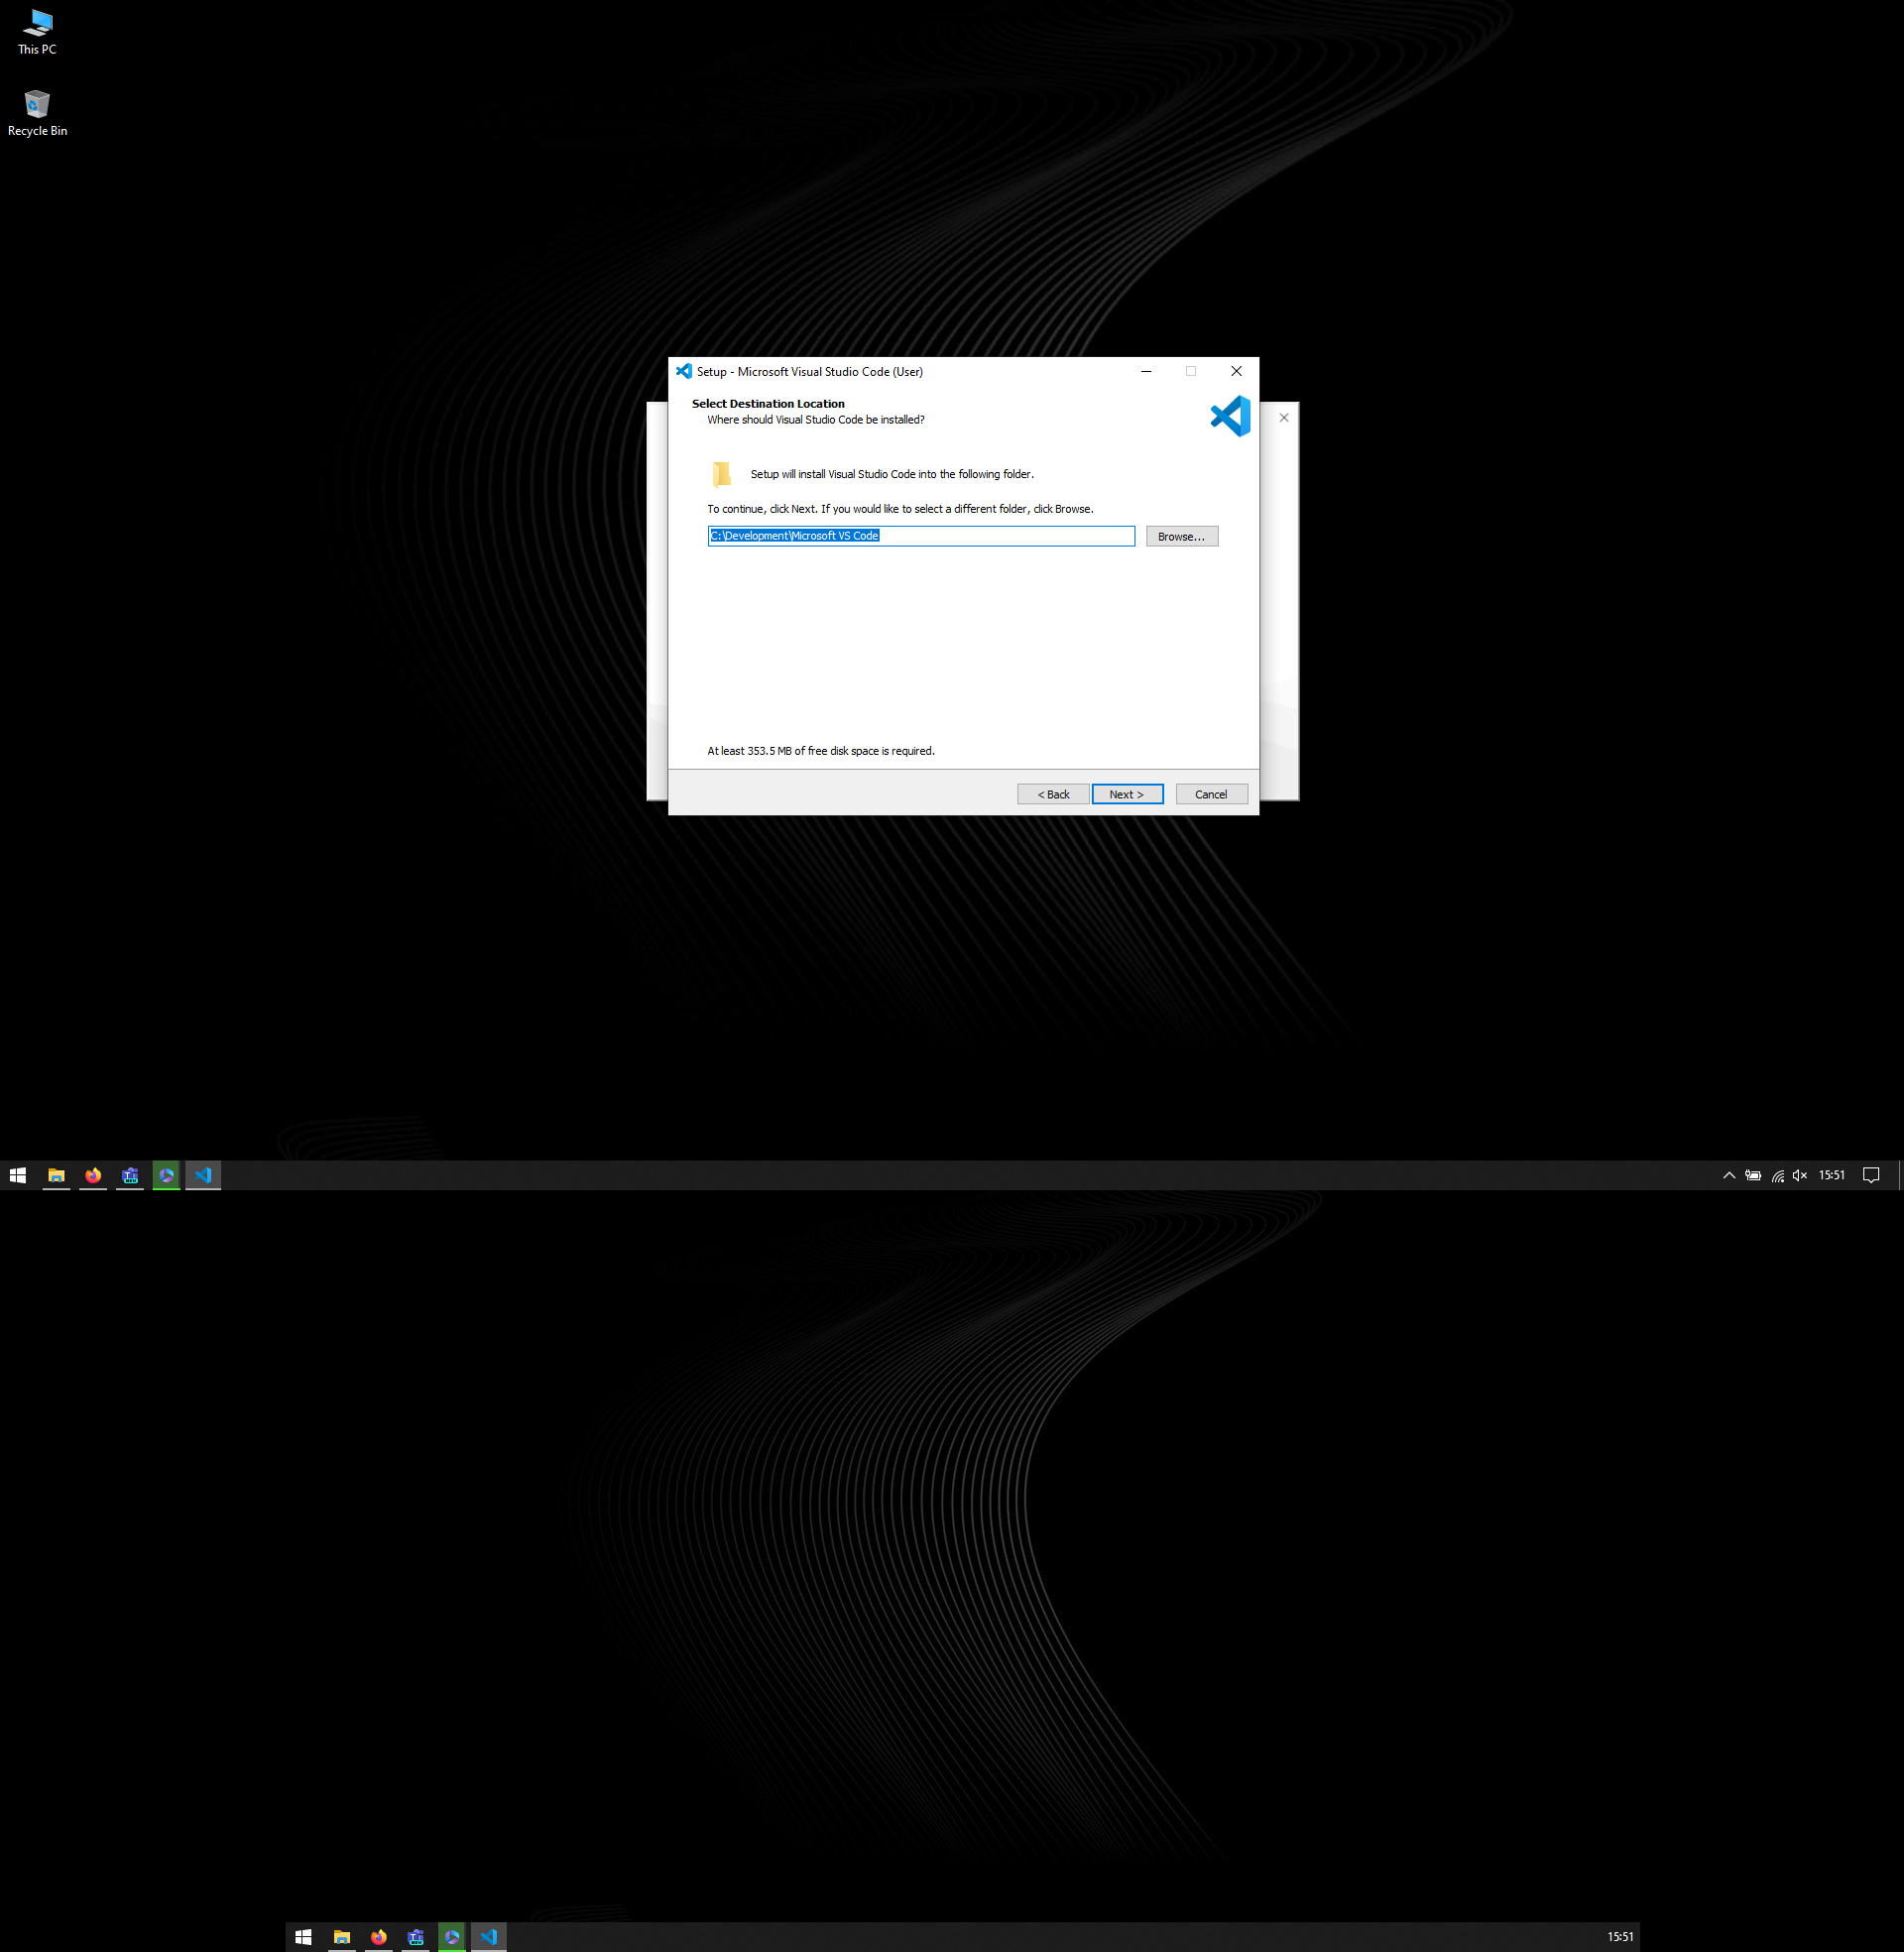 This PC
Recycle Bin
Setup - Microsoft Visual Studio Code (User)
Select Destination Location
Where should Visual Studio Code be installed?
Setup will install Visual Studio Code into the following folder.
To continue, click Next. If you would like to select a different folder, click Browse.
C:\Development\Microsoft VS Code
Browse...
At least 353.5 MB of free disk space is required.
< Back
Next >
Cancel
15:51
15:51